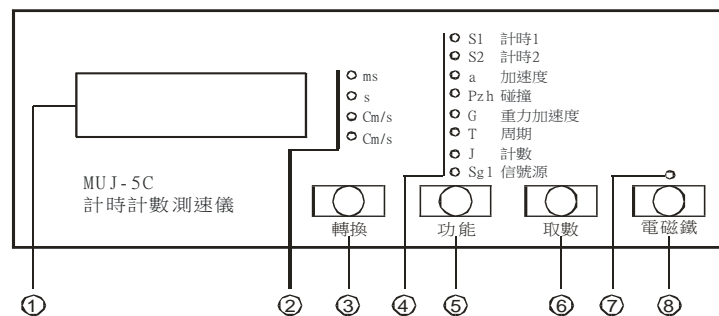 S1 計時1
S2 計時2
a 加速度
Pzh 碰撞
G 重力加速度
T 周期
J 計數
Sgl 信號源
ms
s
Cm/s
Cm/s
MUJ-5C
計時計數測速儀
轉換
功能
取數
電磁鐵
① ② ③ ④ ⑤ ⑥ ⑦ ⑧